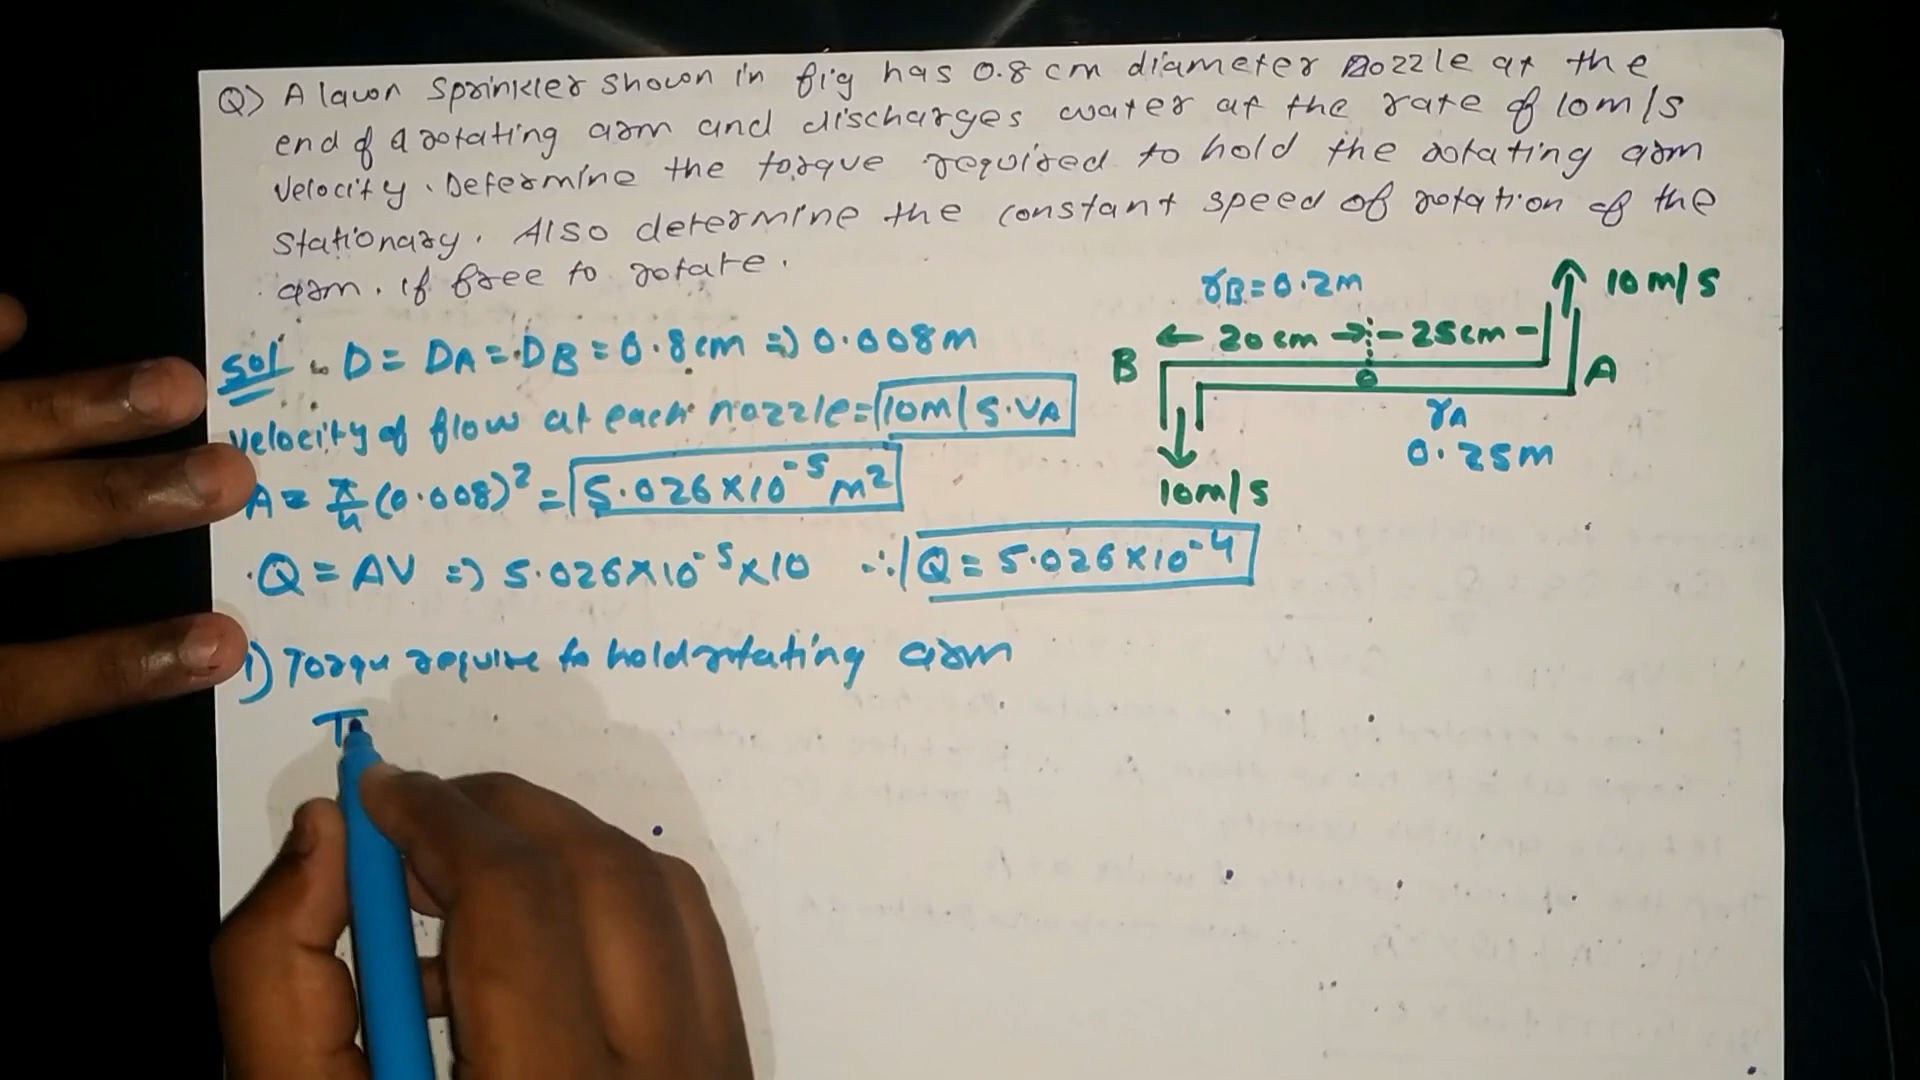 Q) A lawn sprinkler shown in fig has 0.8 cm diameter nozzle at the
end of a rotating arm and discharges water at the rate of 10m/s
velocity. Determine the torque required to hold the rotating arm
stationary. Also determine the constant speed of rotation of the
arm. if free to rotate.
rB=0.2m
10m/s
← 20cm → - 25cm -
B
A
0
rA
0.25m
10m/s
Sol. D = DA = DB = 0.8cm ⇒ 0.008m
velocity of flow at each nozzle = 10m/s. VA
A = π/4 (0.008)² = 5.026×10⁻⁵ m²
Q = AV ⇒ 5.026×10⁻⁵×10 ∴ Q = 5.026×10⁻⁴
i) Torqu require to hold rotating arm
T